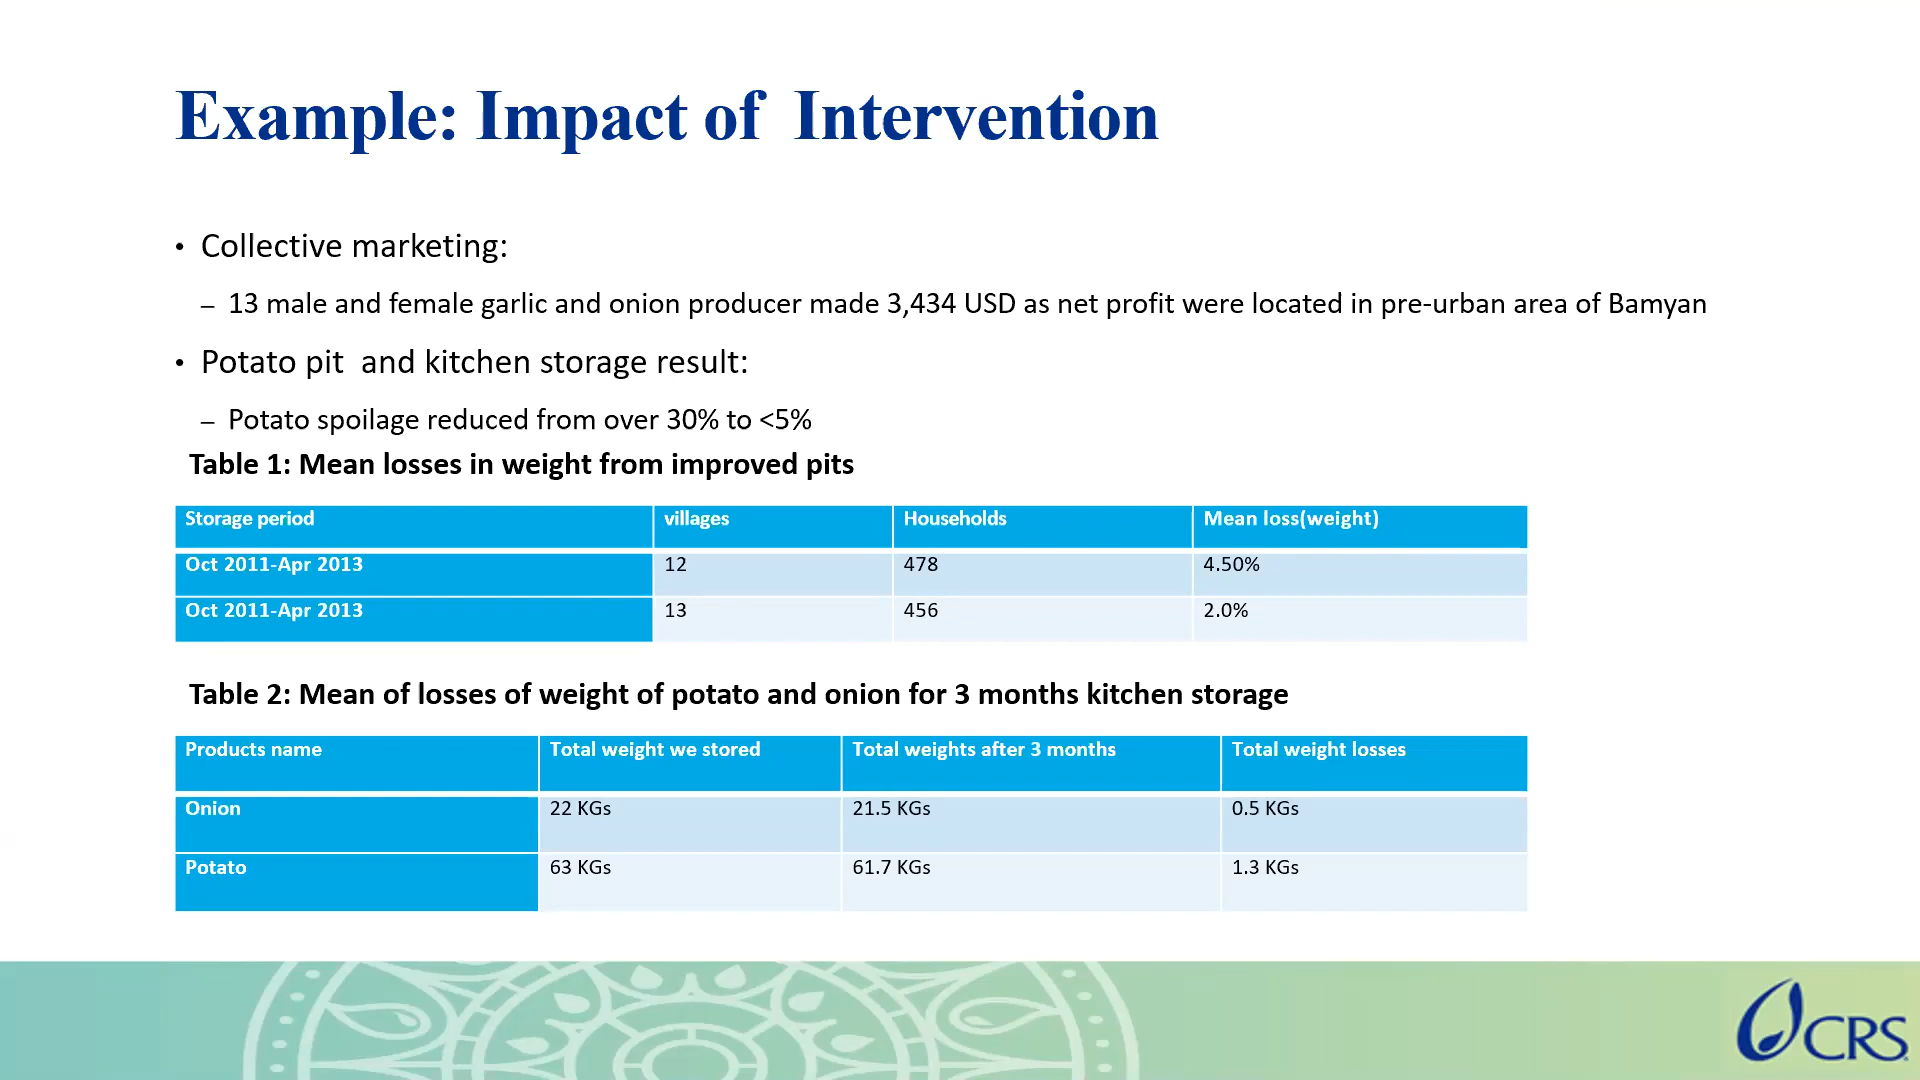 Example: Impact of Intervention
• Collective marketing:
– 13 male and female garlic and onion producer made 3,434 USD as net profit were located in pre-urban area of Bamyan
• Potato pit and kitchen storage result:
– Potato spoilage reduced from over 30% to <5%
Table 1: Mean losses in weight from improved pits
Storage period villages Households Mean loss(weight)
Oct 2011-Apr 2013 12 478 4.50%
Oct 2011-Apr 2013 13 456 2.0%
Table 2: Mean of losses of weight of potato and onion for 3 months kitchen storage
Products name Total weight we stored Total weights after 3 months Total weight losses
Onion 22 KGs 21.5 KGs 0.5 KGs
Potato 63 KGs 61.7 KGs 1.3 KGs
CRS